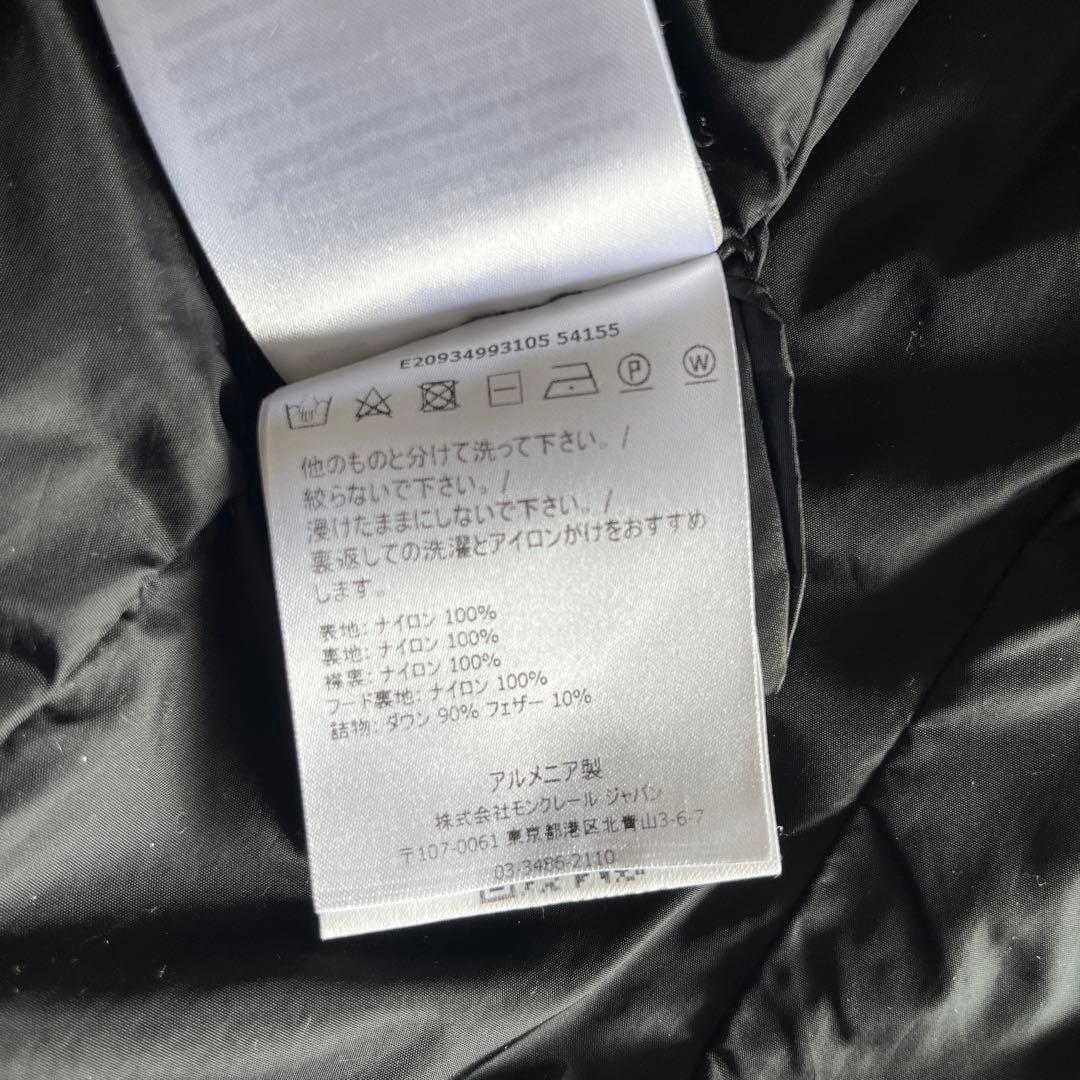 E20934993105 54155
P W
他のものと分けて洗って下さい。/
絞らないで下さい。/
浸けたままにしないで下さい。/
裏返しての洗濯とアイロンがけをおすすめ
します。
表地: ナイロン 100%
裏地: ナイロン 100%
襟裏: ナイロン 100%
フード裏地: ナイロン 100%
詰物: ダウン 90% フェザー 10%
アルメニア製
株式会社モンクレール ジャパン
〒107-0061 東京都港区北青山3-6-7
03-3486-2110